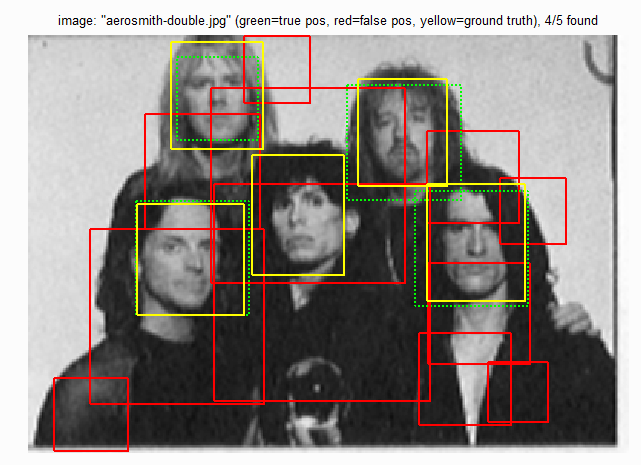 image: "aerosmith-double.jpg" (green=true pos, red=false pos, yellow=ground truth), 4/5 found